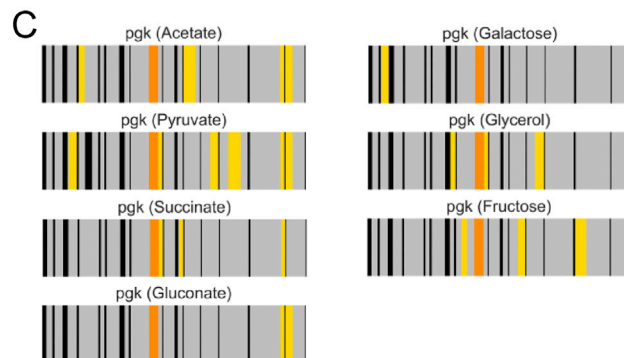 C
pgk (Acetate)
pgk (Galactose)
pgk (Pyruvate)
pgk (Glycerol)
pgk (Succinate)
pgk (Fructose)
pgk (Gluconate)